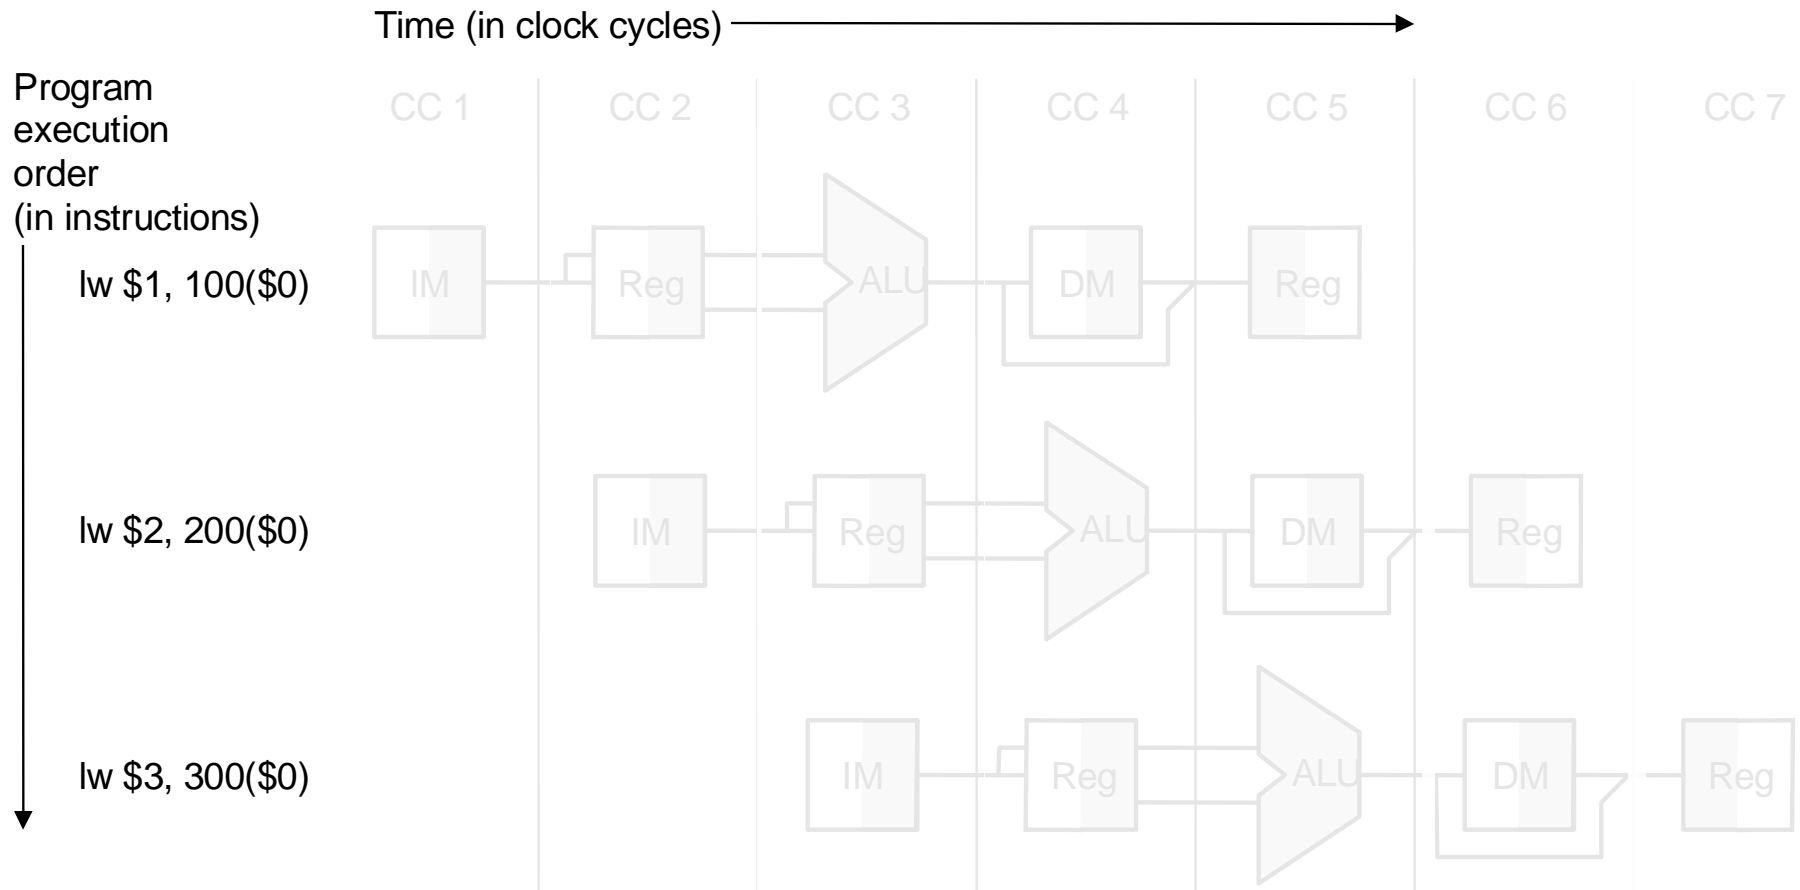 Time (in clock cycles)
Program
execution
order
(in instructions)
CC 1 CC 2 CC 3 CC 4 CC 5 CC 6 CC 7
lw $1, 100($0) IM Reg ALU DM Reg
lw $2, 200($0) IM Reg ALU DM Reg
lw $3, 300($0) IM Reg ALU DM Reg